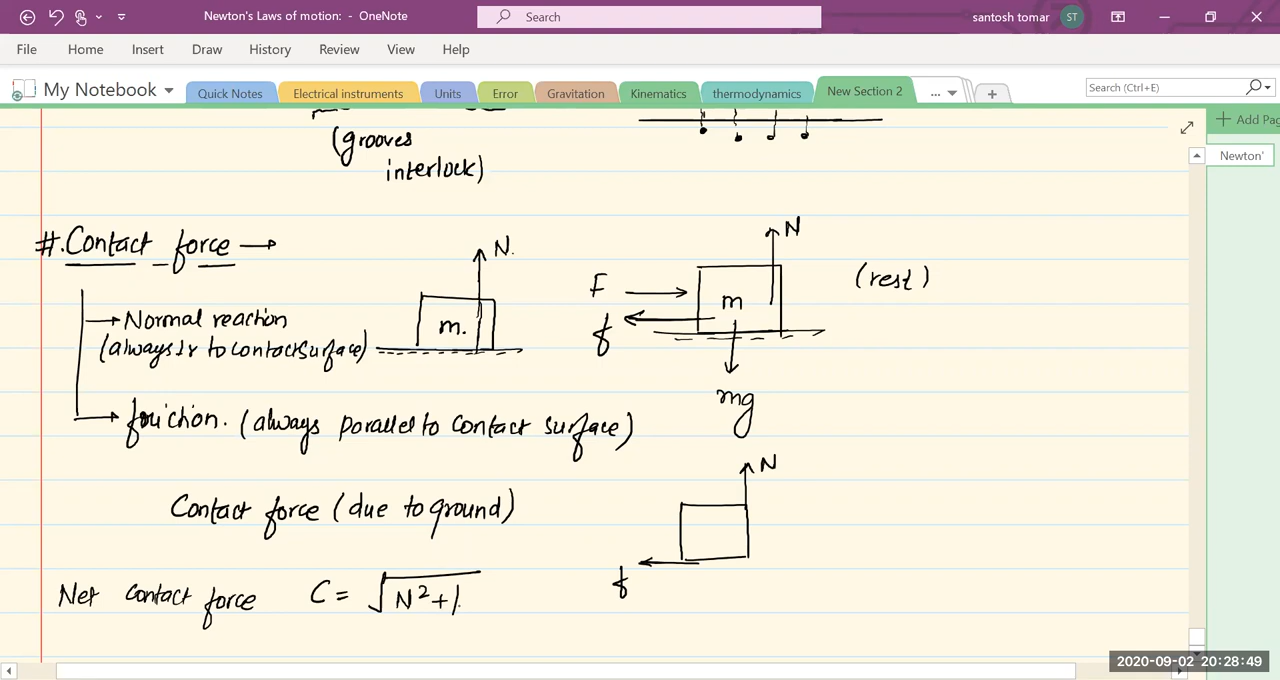 Newton's Laws of motion: - OneNote
Search
santosh tomar
ST
File Home Insert Draw History Review View Help
My Notebook
Quick Notes
Electrical instruments
Units
Error
Gravitation
Kinematics
thermodynamics
New Section 2
...
Search (Ctrl+E)
Add Pag
Newton'
(grooves
interlock)
#. Contact force →
N.
m.
N
F
f
m
mg
(rest)
→ Normal reaction
(always ⊥r to contact surface)
→ friction. (always parallel to contact surface)
Contact force (due to ground)
N
f
Net contact force C = √N²+
2020-09-02 20:28:49